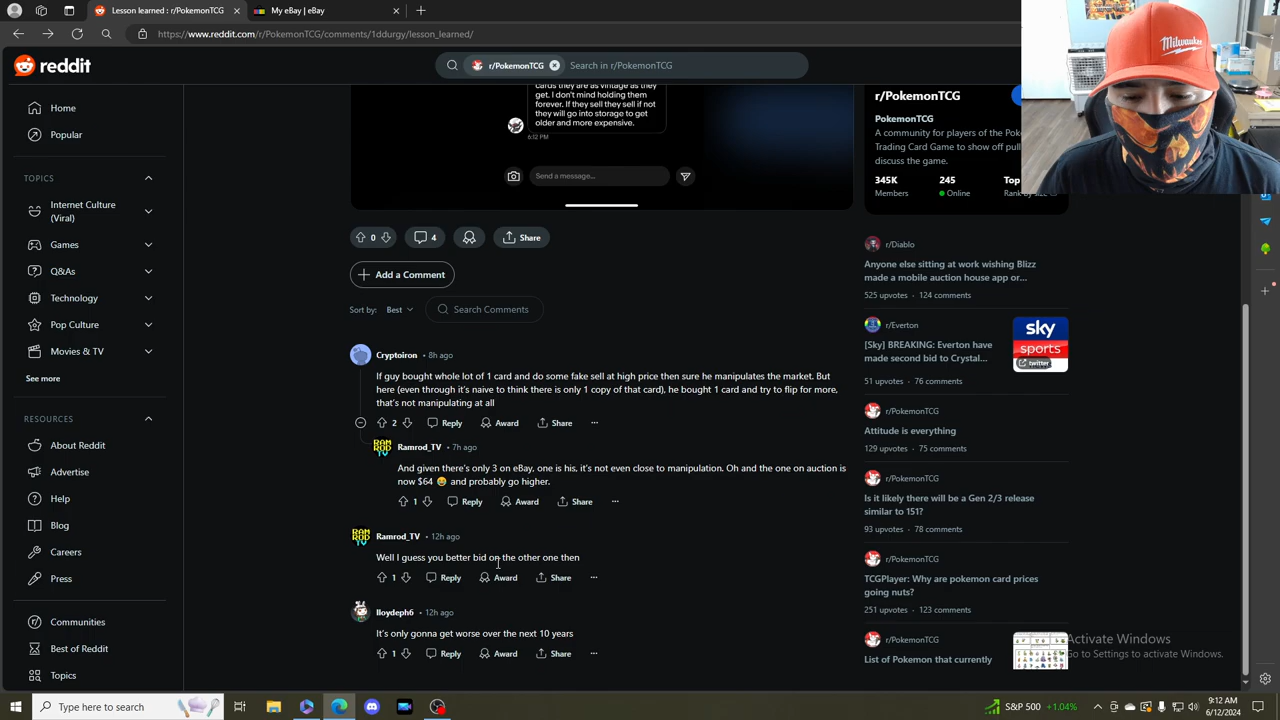 Lesson learned : r/PokemonTCG
My eBay | eBay
https://www.reddit.com/r/PokemonTCG/comments/1ddurgy/lesson_learned/
reddit
r/PokemonTCG
Search in r/PokemonTCG
Milwaukee
Home
Popular
TOPICS
Internet Culture
(Viral)
Games
Q&As
Technology
Pop Culture
Movies & TV
See more
RESOURCES
About Reddit
Advertise
Help
Blog
Careers
Press
Communities
Best of Reddit
Topics
get. I don't mind holding them
forever. If they sell they sell if not
they will go into storage to get
older and more expensive.
6:12 PM
Send a message...
0
4
Share
Add a Comment
Sort by:
Best
Search Comments
Cryptoiron • 8h ago
If guy bought whole lot of 1 card and do some fake sell at high price then sure he manipulates the market. But
here (even through it's naive to think there is only 1 copy of that card), he bought 1 card and try to flip for more,
that's not manipulating at all
2
Reply
Award
Share
Ramrod_TV • 7h ago
And given there's only 3 on eBay, one is his, it's not even close to manipulation. Oh and the one on auction is
now $64 😅 and probably go higher.
1
Reply
Award
Share
Ramrod_TV • 12h ago
Well I guess you better bid on the other one then
1
Reply
Award
Share
lloydeph6 • 12h ago
It's only gonna get worse over the next 10 years
1
Reply
Award
Share
r/PokemonTCG
PokemonTCG
A community for players of the
Trading Card Game to show off
discuss the game.
345K
Members
245
Online
Top
Rank by size
r/Diablo
Anyone else sitting at work wishing Blizz
made a mobile auction house app or...
525 upvotes • 124 comments
r/Everton
[Sky] BREAKING: Everton have
made second bid to Crystal...
sky
sports
twitter
51 upvotes • 76 comments
r/PokemonTCG
Attitude is everything
129 upvotes • 75 comments
r/PokemonTCG
Is it likely there will be a Gen 2/3 release
similar to 151?
93 upvotes • 78 comments
r/PokemonTCG
TCGPlayer: Why are pokemon card prices
going nuts?
251 upvotes • 123 comments
r/PokemonTCG
List of Pokemon that currently
Activate Windows
Go to Settings to activate Windows.
Type here to search
S&P 500 +1.04%
9:12 AM
6/12/2024